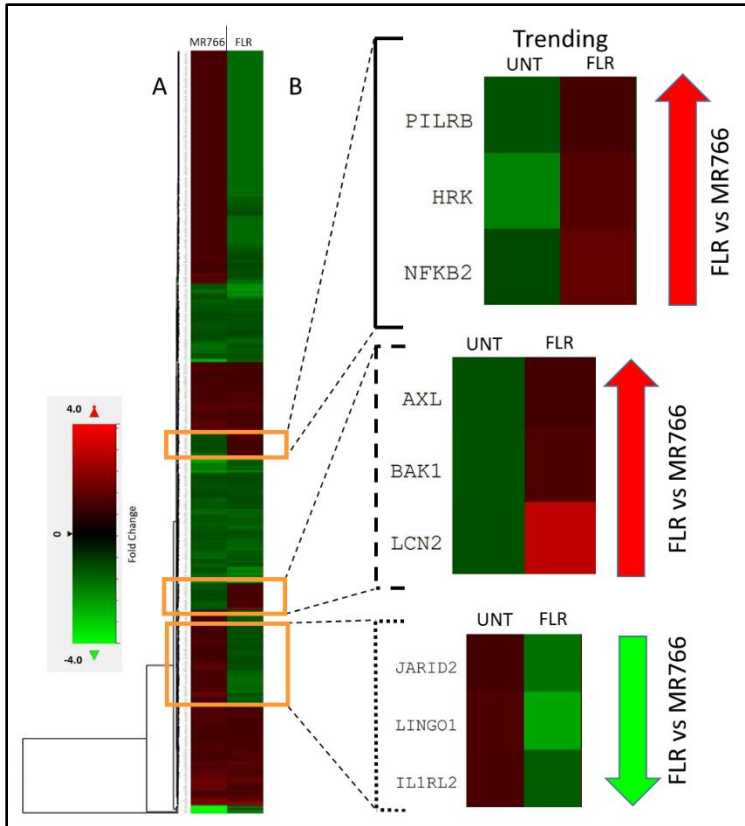 MR766 FLR
A
B
4.0
0
Fold Change
-4.0
Trending
UNT FLR
PILRB
HRK
NFKB2
FLR vs MR766
UNT FLR
AXL
BAK1
LCN2
FLR vs MR766
UNT FLR
JARID2
LINGO1
IL1RL2
FLR vs MR766